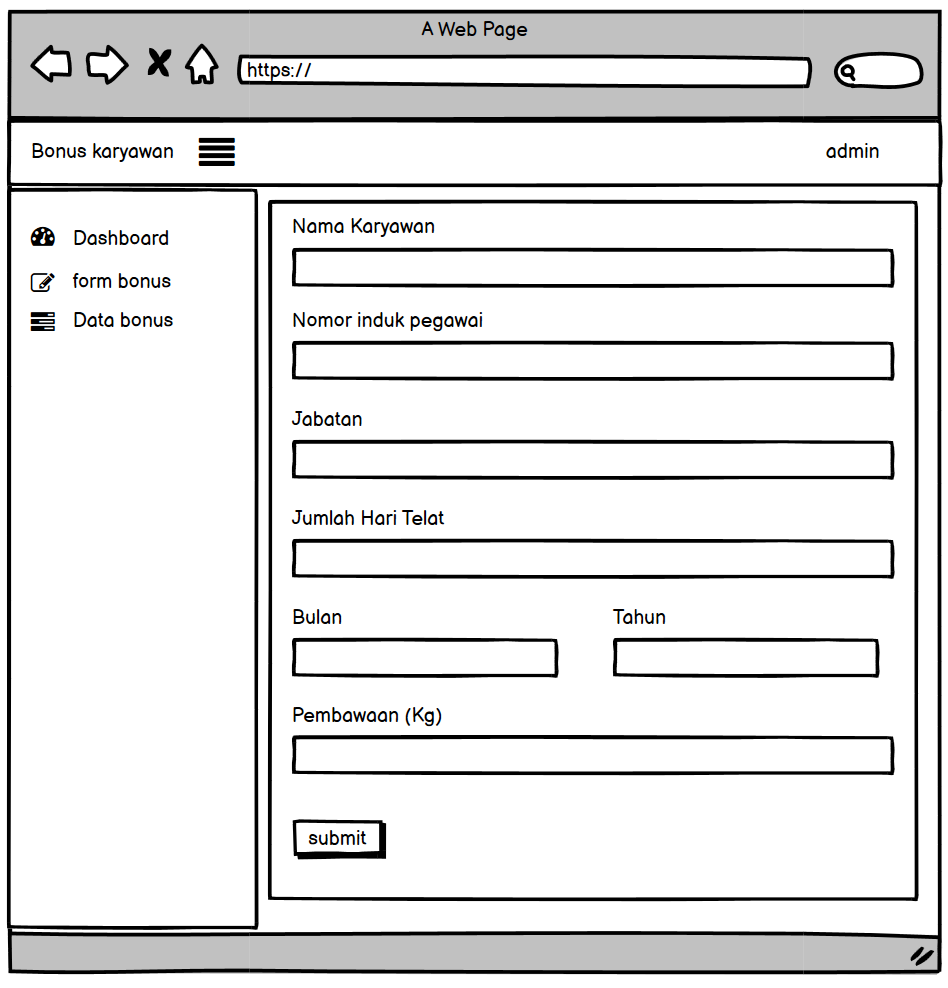 A Web Page
https://
Bonus karyawan
admin
Dashboard
form bonus
Data bonus
Nama Karyawan
Nomor induk pegawai
Jabatan
Jumlah Hari Telat
Bulan
Tahun
Pembawaan (Kg)
submit